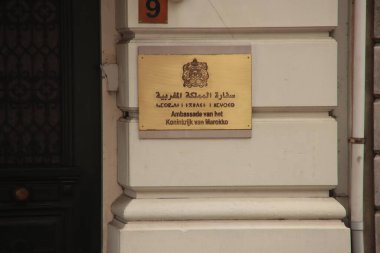 9
سفارة المملكة المغربية
Ambassade van het
Koninkrijk van Marokko